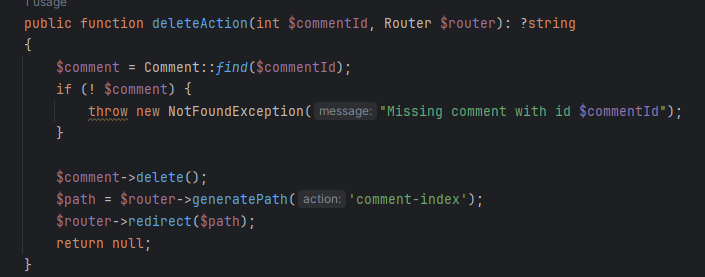 1 usage
public function deleteAction(int $commentId, Router $router): ?string
{
$comment = Comment::find($commentId);
if (! $comment) {
throw new NotFoundException( message: "Missing comment with id $commentId");
}
$comment->delete();
$path = $router->generatePath( action: 'comment-index');
$router->redirect($path);
return null;
}